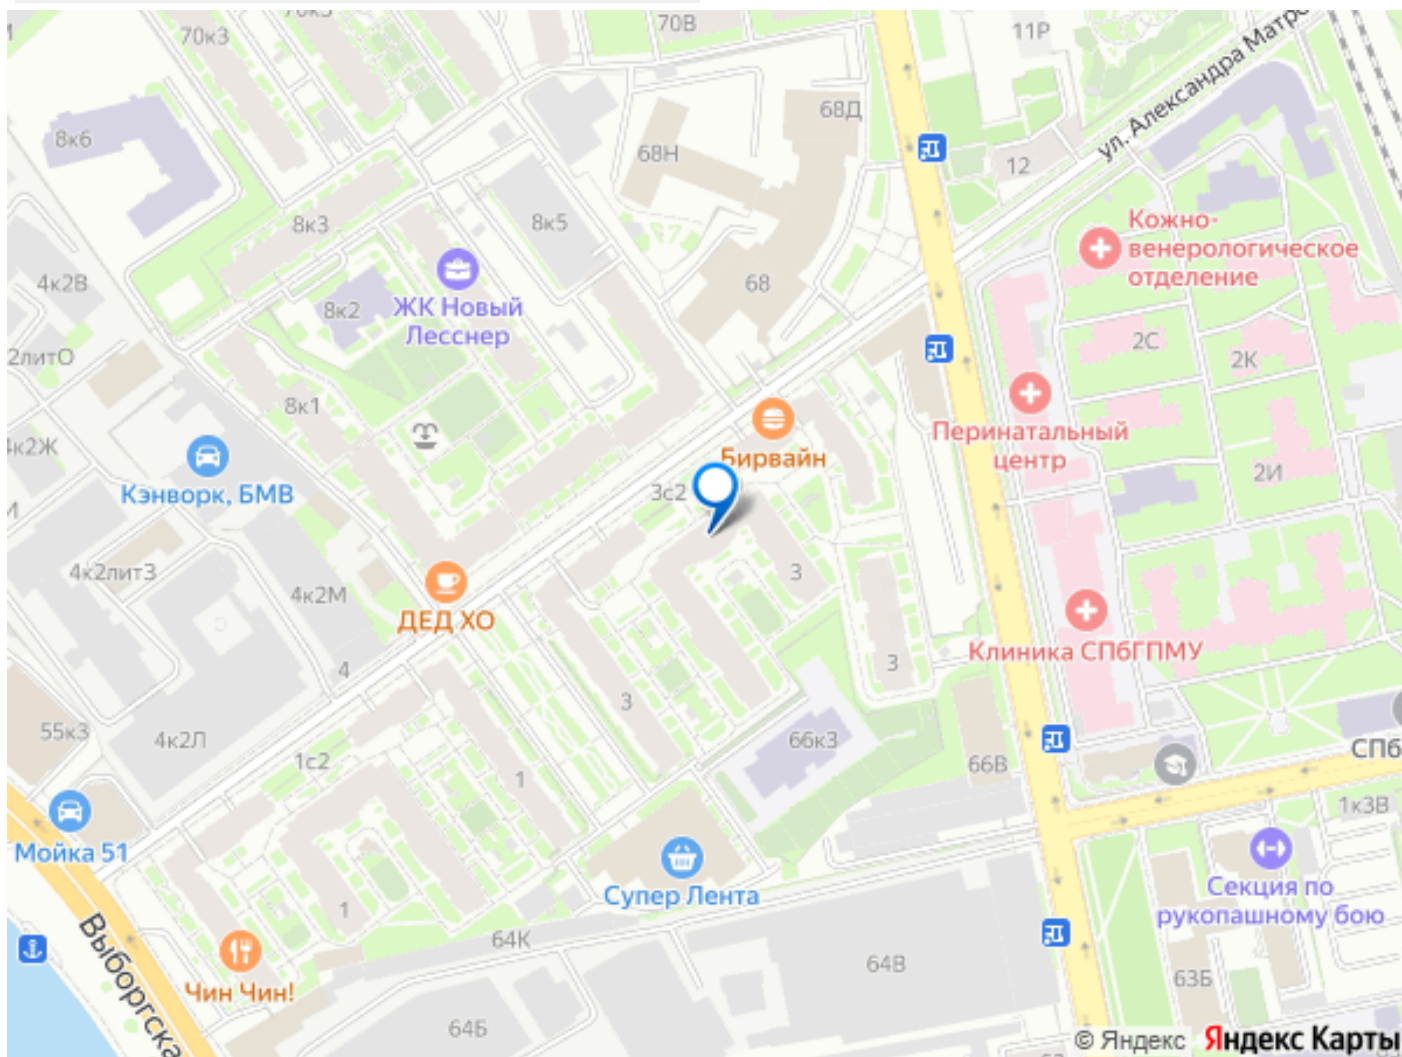 70к3
70к3
70В
11Р
ул. Александра Матро
68Д
8к6
68Н
12
8к3
8к5
Кожно-
венерологическое
отделение
4к2В
68
ЖК Новый
Лесснер
8к2
2С
2К
2литО
8к1
Перинатальный
центр
Бирвайн
4к2Ж
2И
Кэнворк, БМВ
3с2
4к2лит3
4к2М
3
ДЕД ХО
Клиника СПбГПМУ
4
3
3
55к3
4к2Л
66к3
СПб
1с2
1
66В
1к3В
Мойка 51
Супер Лента
Секция по
рукопашному бою
1
Выборгска
64К
64В
63Б
Чин Чин!
64Б
© Яндекс Яндекс Карты